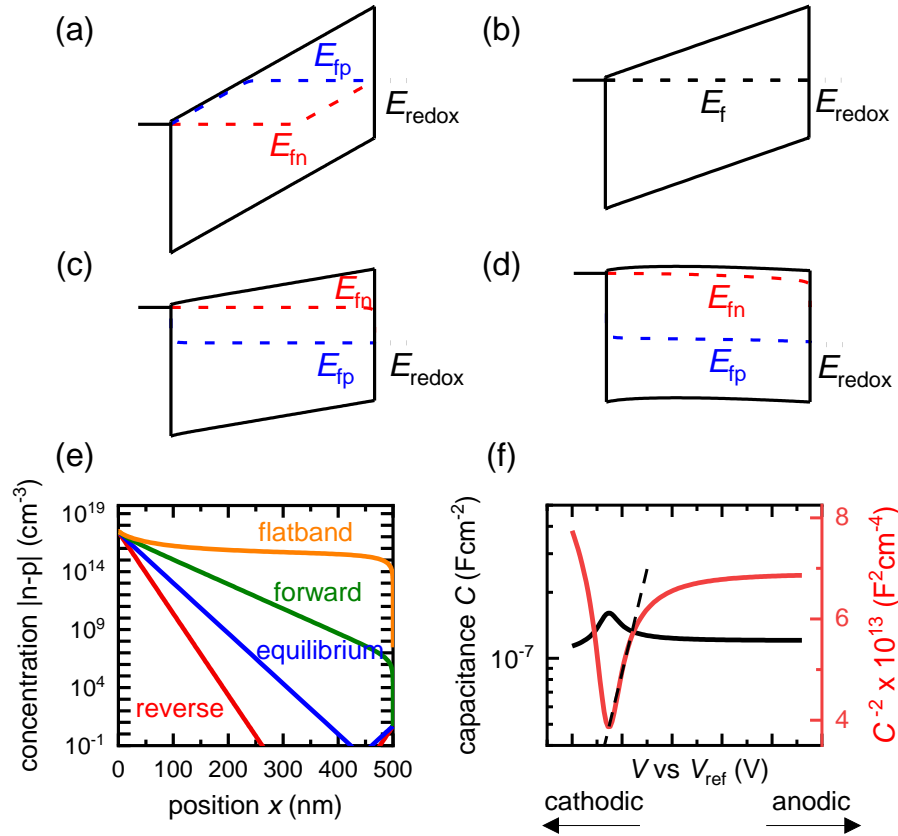 (a)
E_fp
E_redox
E_fn
(b)
E_f
E_redox
(c)
E_fn
E_fp
E_redox
(d)
E_fn
E_fp
E_redox
(e)
concentration |n-p| (cm^-3)
10^19
10^14
10^9
10^4
10^-1
flatband
forward
equilibrium
reverse
0 100 200 300 400 500
position x (nm)
(f)
capacitance C (Fcm^-2)
10^-7
8
6
4
C^-2 x 10^13 (F^2cm^-4)
V vs V_ref (V)
cathodic
anodic